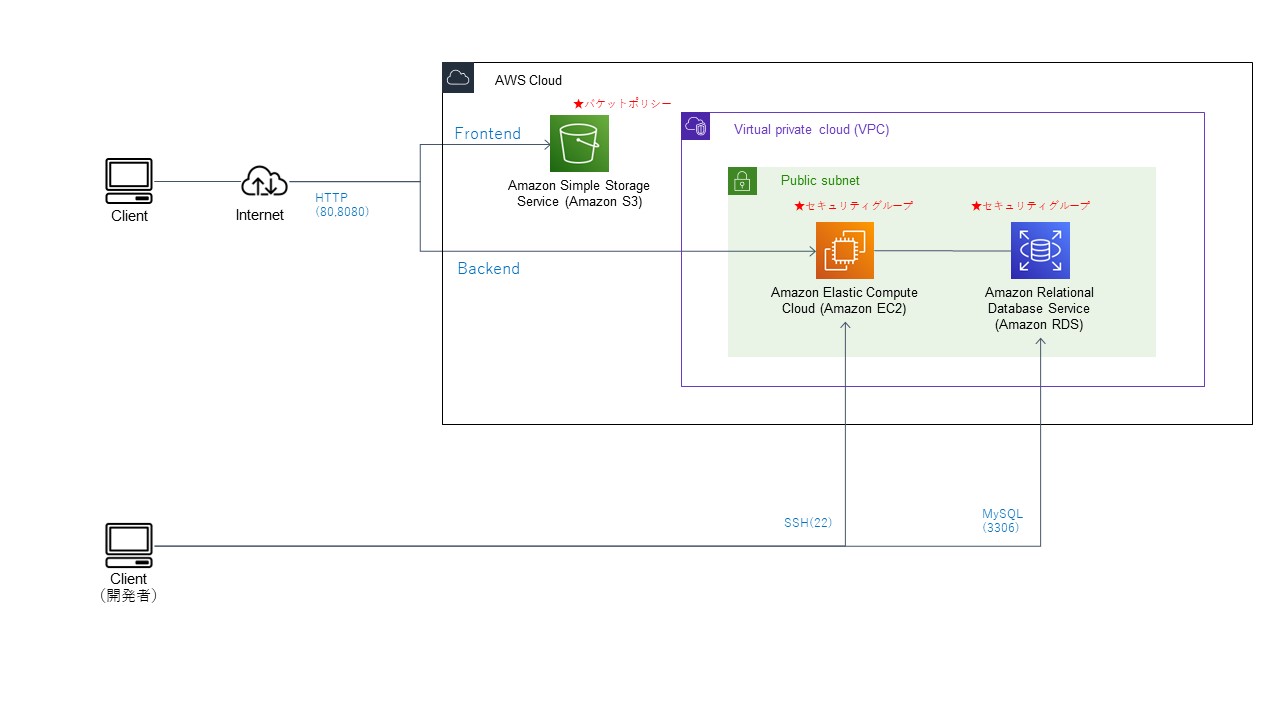 AWS Cloud
★バケットポリシー
Frontend
Virtual private cloud (VPC)
Public subnet
Amazon Simple Storage
Service (Amazon S3)
Client
Internet
HTTP
(80,8080)
★セキュリティグループ
★セキュリティグループ
Backend
Amazon Elastic Compute
Cloud (Amazon EC2)
Amazon Relational
Database Service
(Amazon RDS)
SSH(22)
MySQL
(3306)
Client
(開発者)